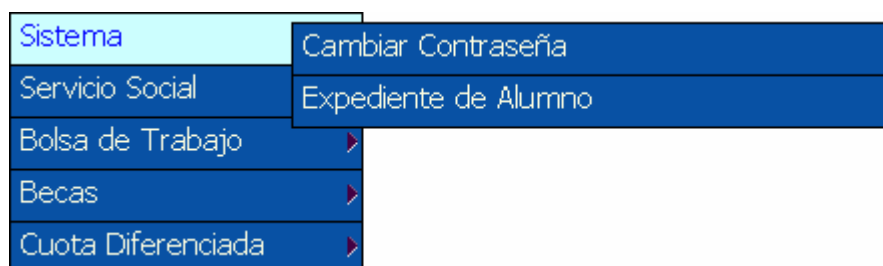 Sistema
Cambiar Contraseña
Expediente de Alumno
Servicio Social
Bolsa de Trabajo
Becas
Cuota Diferenciada